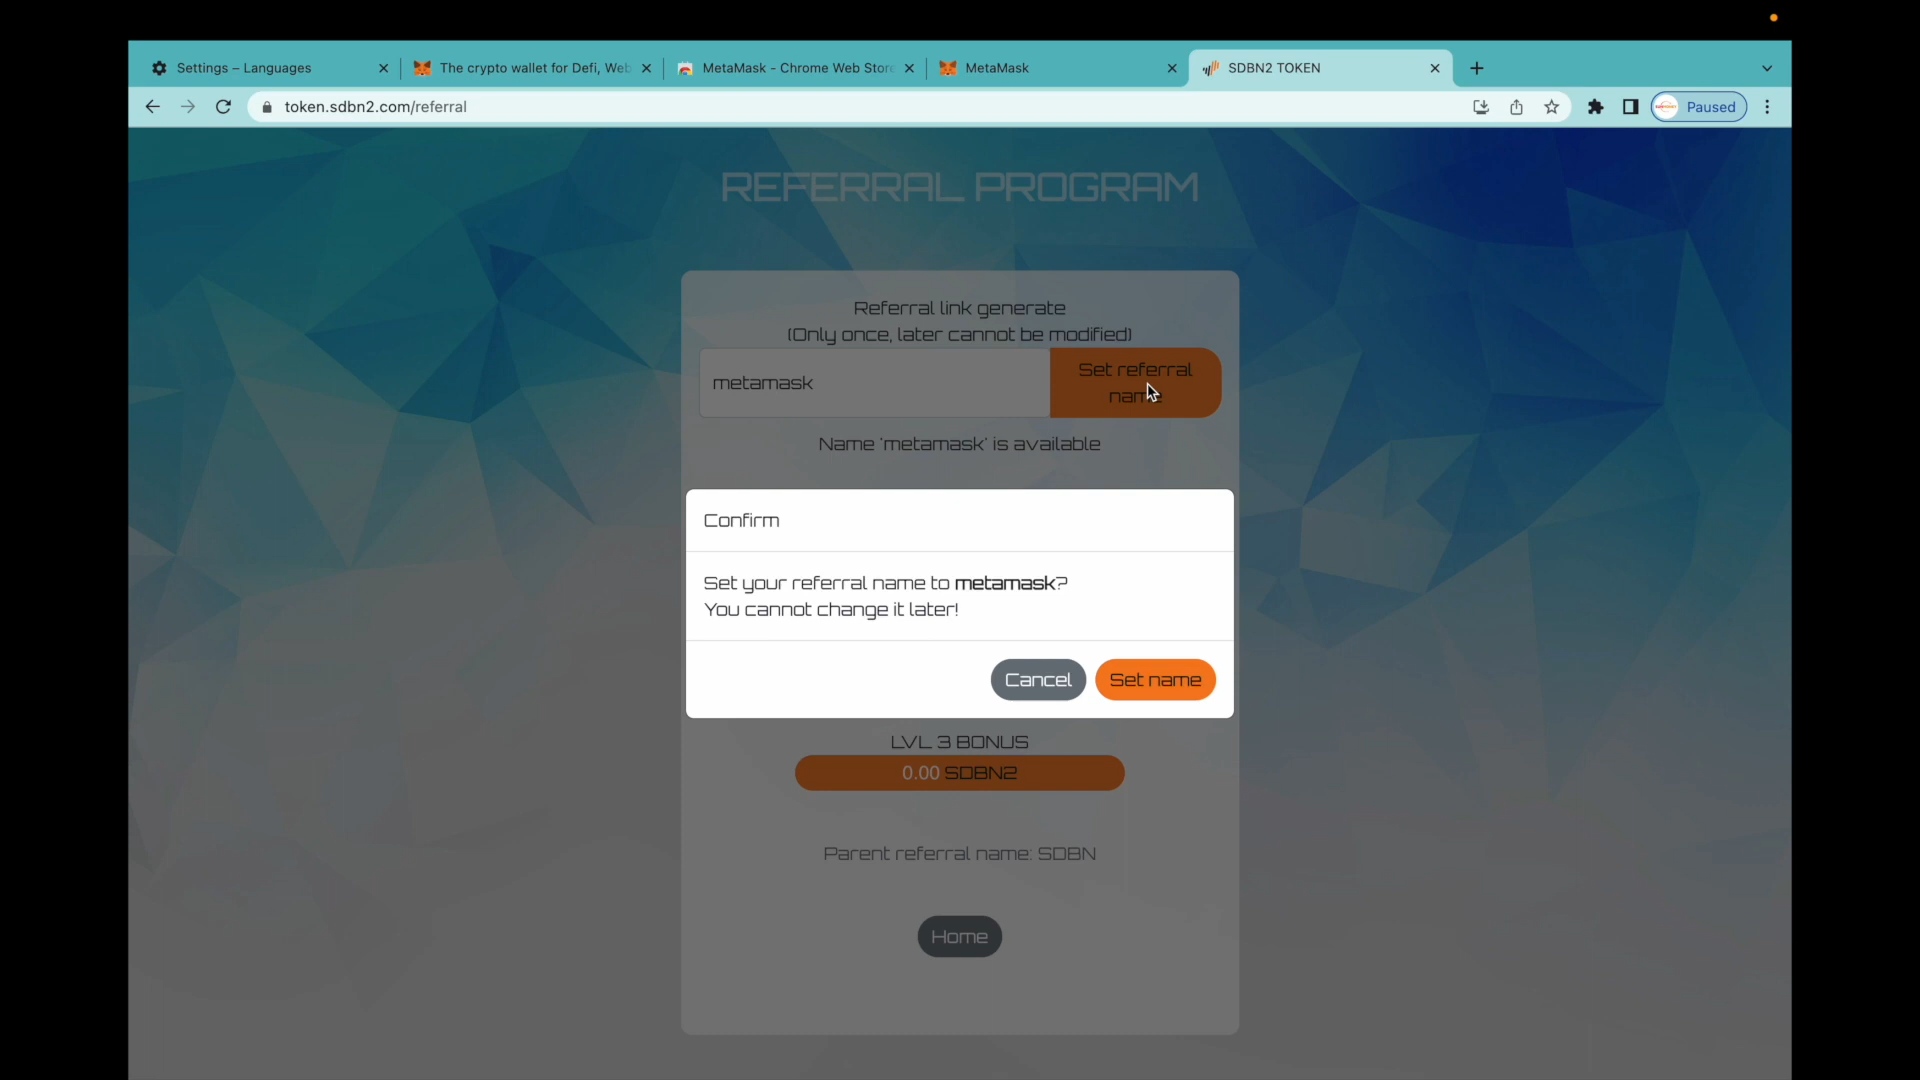 Settings – Languages
The crypto wallet for Defi, Web
MetaMask - Chrome Web Store
MetaMask
SDBN2 TOKEN
token.sdbn2.com/referral
Paused
REFERRAL PROGRAM
Referral link generate
(Only once, later cannot be modified)
metamask
Set referral
name
Name 'metamask' is available
Confirm
Set your referral name to metamask?
You cannot change it later!
Cancel
Set name
LVL 3 BONUS
0.00 SDBN2
Parent referral name: SDBN
Home